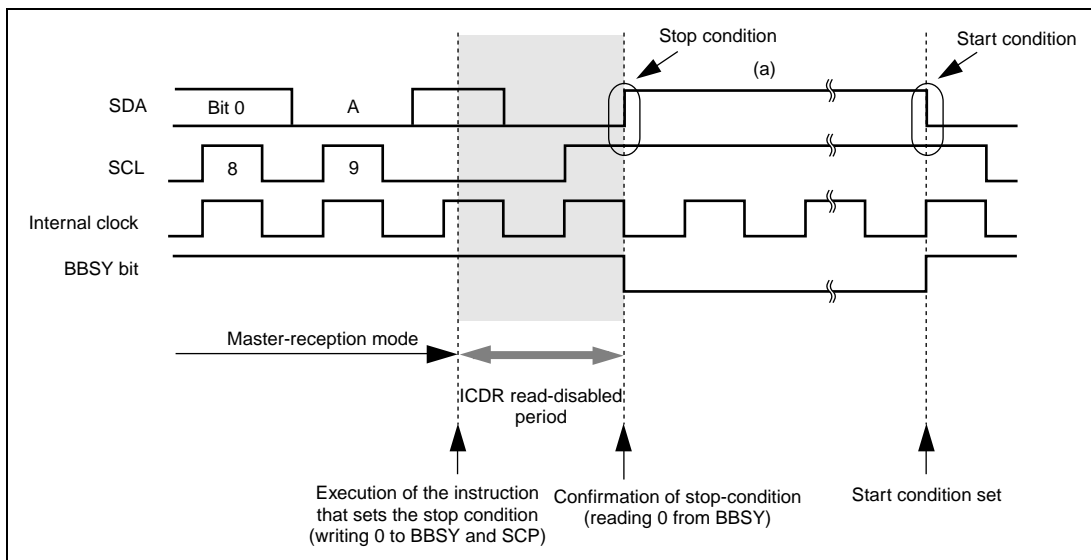 Stop condition
Start condition
(a)
SDA
Bit 0
A
SCL
8
9
Internal clock
BBSY bit
Master-reception mode
ICDR read-disabled
period
Execution of the instruction
that sets the stop condition
(writing 0 to BBSY and SCP)
Confirmation of stop-condition
(reading 0 from BBSY)
Start condition set